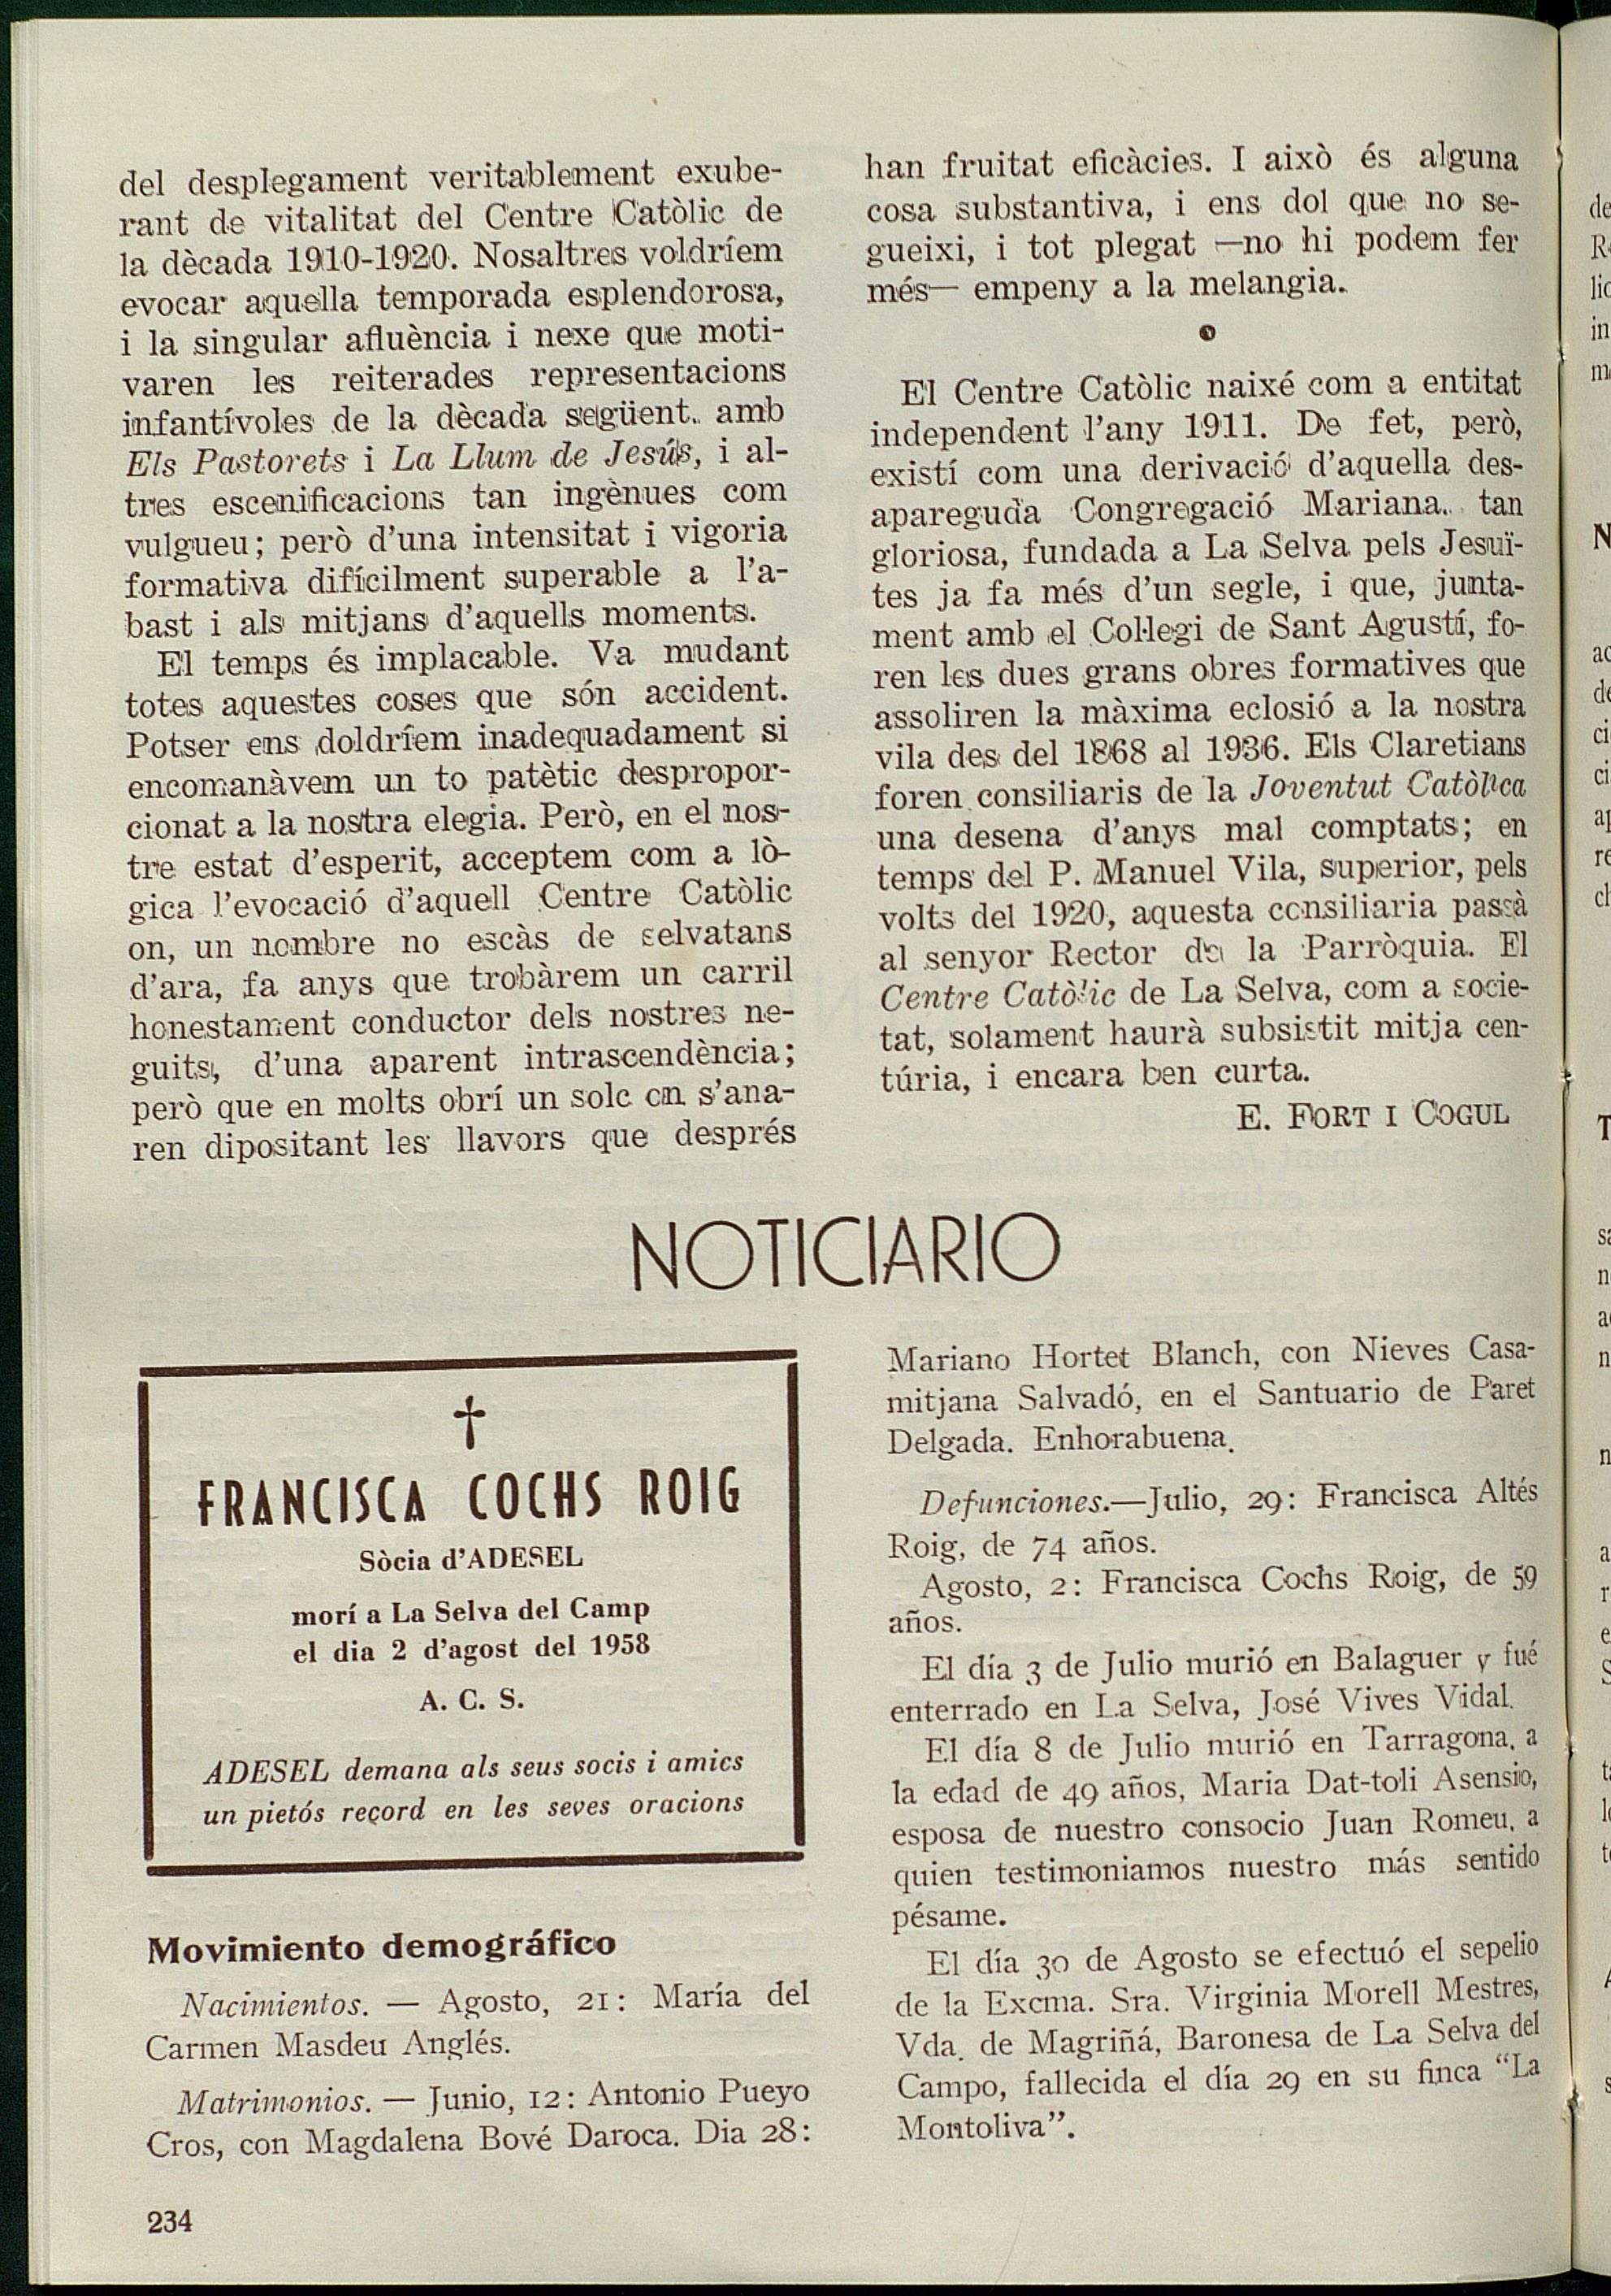 del desplegament veritablement exube-
rant de vitalitat del Centre Catòlic de
la dècada 1910-1920. Nosaltres voldríem
evocar aquella temporada esplendorosa,
i la singular afluència i nexe que moti-
varen les reiterades representacions
infantívoles de la dècada següent. amb
Els Pastorets i La Llum de Jesús, i al-
tres escenificacions tan ingènues com
vulgueu; però d'una intensitat i vigoria
formativa difícilment superable a l'a-
bast i als mitjans d'aquells moments.
El temps és implacable. Va mudant
totes aquestes coses que són accident.
Potser ens doldríem inadequadament si
encomanàvem un to patètic despropor-
cionat a la nostra elegia. Però, en el nos-
tre estat d'esperit, acceptem com a lò-
gica l'evocació d'aquell Centre Catòlic
on, un nombre no escàs de selvatans
d'ara, fa anys que trobàrem un carril
honestament conductor dels nostres ne-
guits, d'una aparent intrascendència;
però que en molts obrí un solc on s'ana-
ren dipositant les llavors que després
han fruitat eficàcies. I això és alguna
cosa substantiva, i ens dol que no se-
gueixi, i tot plegat —no hi podem fer
més— empeny a la melangia.
El Centre Catòlic naixé com a entitat
independent l'any 1911. De fet, però,
existí com una derivació d'aquella des-
apareguda Congregació Mariana. tan
gloriosa, fundada a La Selva pels Jesuï-
tes ja fa més d'un segle, i que, junta-
ment amb el Col·legi de Sant Agustí, fo-
ren les dues grans obres formatives que
assoliren la màxima eclosió a la nostra
vila des del 1868 al 1936. Els Claretians
foren consiliaris de la Joventut Catòlica
una desena d'anys mal comptats; en
temps del P. Manuel Vila, superior, pels
volts del 1920, aquesta consiliaria passà
al senyor Rector de la Parròquia. El
Centre Catòlic de La Selva, com a socie-
tat, solament haurà subsistit mitja cen-
túria, i encara ben curta.
E. FORT I COGUL
NOTICIARIO
†
FRANCISCA COCHS ROIG
Sòcia d'ADESEL
morí a La Selva del Camp
el dia 2 d'agost del 1958
A. C. S.
ADESEL demana als seus socis i amics
un pietós record en les seves oracions
Movimiento demográfico
Nacimientos. — Agosto, 21: María del
Carmen Masdeu Anglés.
Matrimonios. — Junio, 12: Antonio Pueyo
Cros, con Magdalena Bové Daroca. Dia 28:
Mariano Hortet Blanch, con Nieves Casa-
mitjana Salvadó, en el Santuario de Paret
Delgada. Enhorabuena.
Defunciones.—Julio, 29: Francisca Altés
Roig, de 74 años.
Agosto, 2: Francisca Cochs Roig, de 59
años.
El día 3 de Julio murió en Balaguer y fué
enterrado en La Selva, José Vives Vidal.
El día 8 de Julio murió en Tarragona, a
la edad de 49 años, Maria Dat-toli Asensio,
esposa de nuestro consocio Juan Romeu, a
quien testimoniamos nuestro más sentido
pésame.
El día 30 de Agosto se efectuó el sepelio
de la Excma. Sra. Virginia Morell Mestres,
Vda. de Magriñá, Baronesa de La Selva del
Campo, fallecida el día 29 en su finca "La
Montoliva".
234